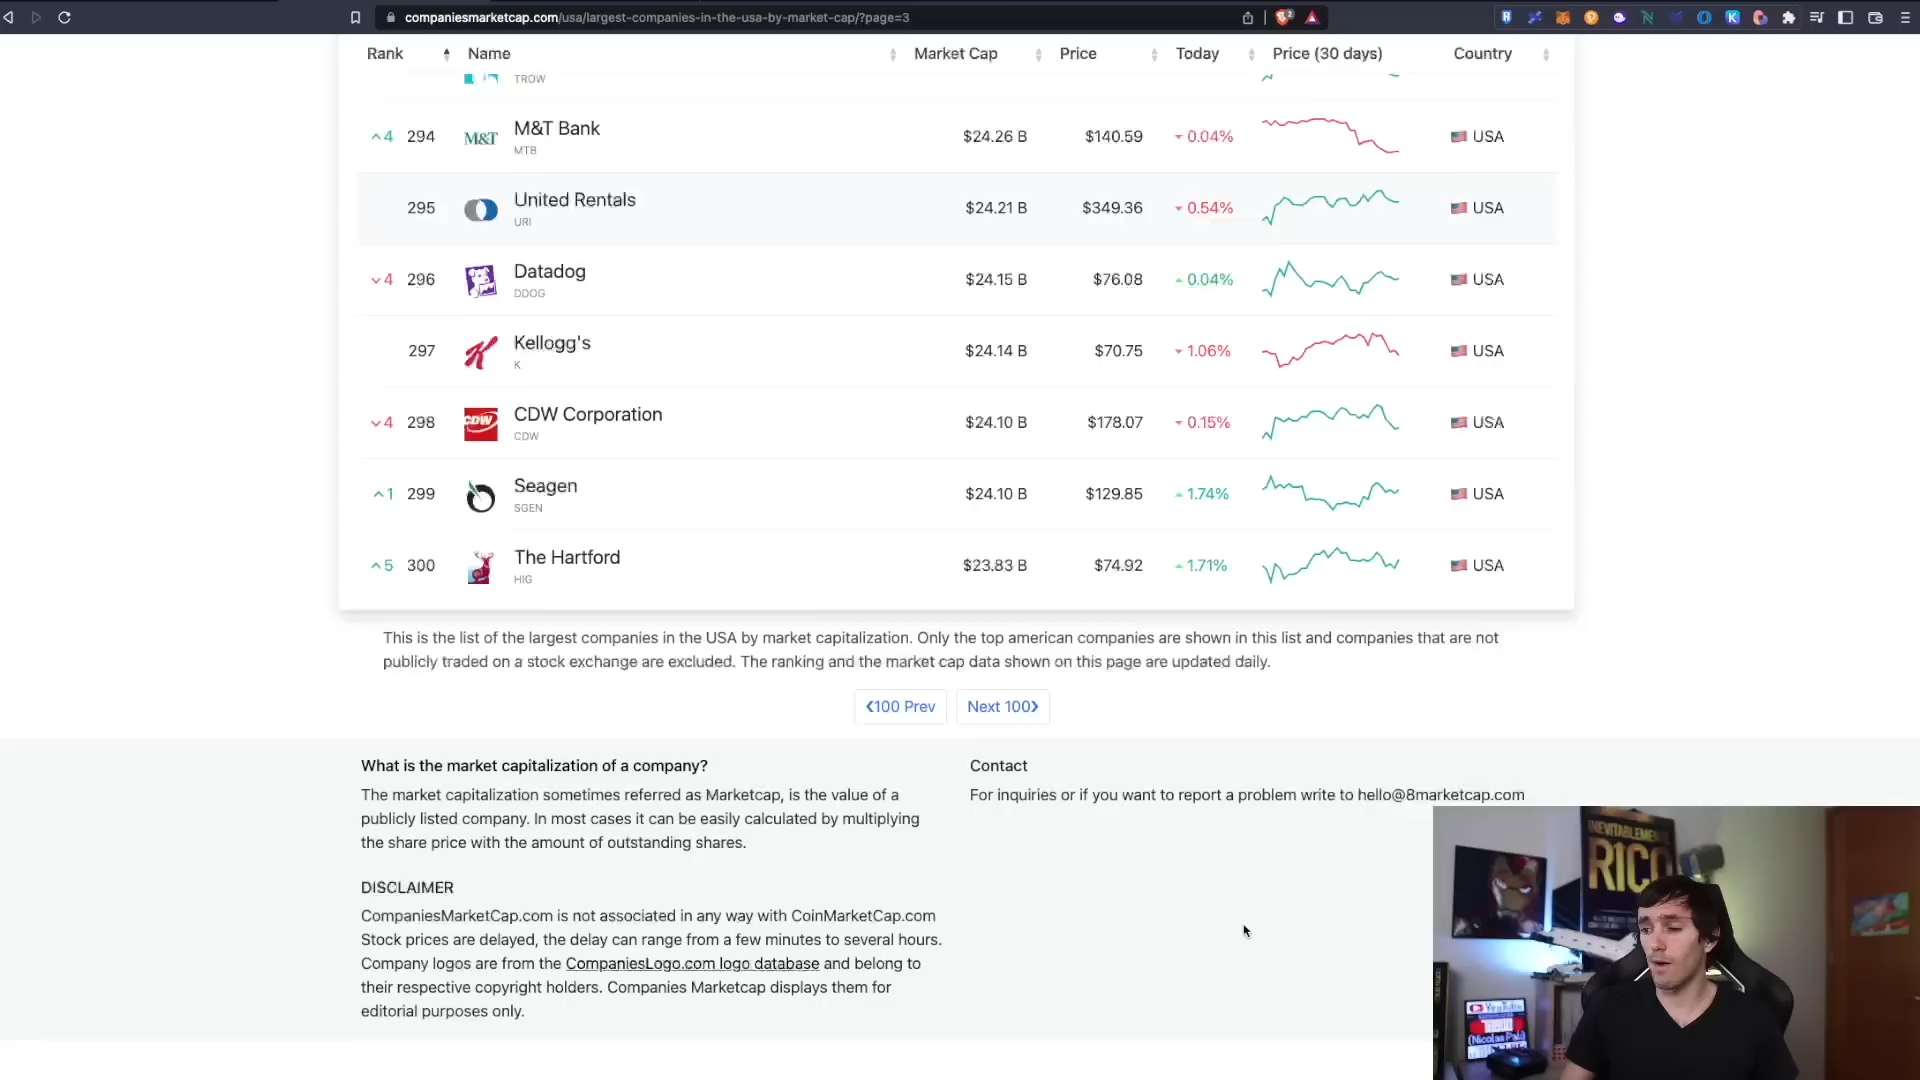 companiesmarketcap.com/usa/largest-companies-in-the-usa-by-market-cap/?page=3
Rank Name Market Cap Price Today Price (30 days) Country
TROW
4 294 M&T M&T Bank $24.26 B $140.59 0.04% USA
MTB
295 United Rentals $24.21 B $349.36 0.54% USA
URI
4 296 Datadog $24.15 B $76.08 0.04% USA
DDOG
297 K Kellogg's $24.14 B $70.75 1.06% USA
K
4 298 CDW CDW Corporation $24.10 B $178.07 0.15% USA
CDW
1 299 Seagen $24.10 B $129.85 1.74% USA
SGEN
5 300 The Hartford $23.83 B $74.92 1.71% USA
HIG
This is the list of the largest companies in the USA by market capitalization. Only the top american companies are shown in this list and companies that are not
publicly traded on a stock exchange are excluded. The ranking and the market cap data shown on this page are updated daily.
❮100 Prev Next 100❯
What is the market capitalization of a company?
The market capitalization sometimes referred as Marketcap, is the value of a
publicly listed company. In most cases it can be easily calculated by multiplying
the share price with the amount of outstanding shares.
Contact
For inquiries or if you want to report a problem write to hello@8marketcap.com
DISCLAIMER
CompaniesMarketCap.com is not associated in any way with CoinMarketCap.com
Stock prices are delayed, the delay can range from a few minutes to several hours.
Company logos are from the CompaniesLogo.com logo database and belong to
their respective copyright holders. Companies Marketcap displays them for
editorial purposes only.
INEVITABLEMENTE
RICO
YouTube